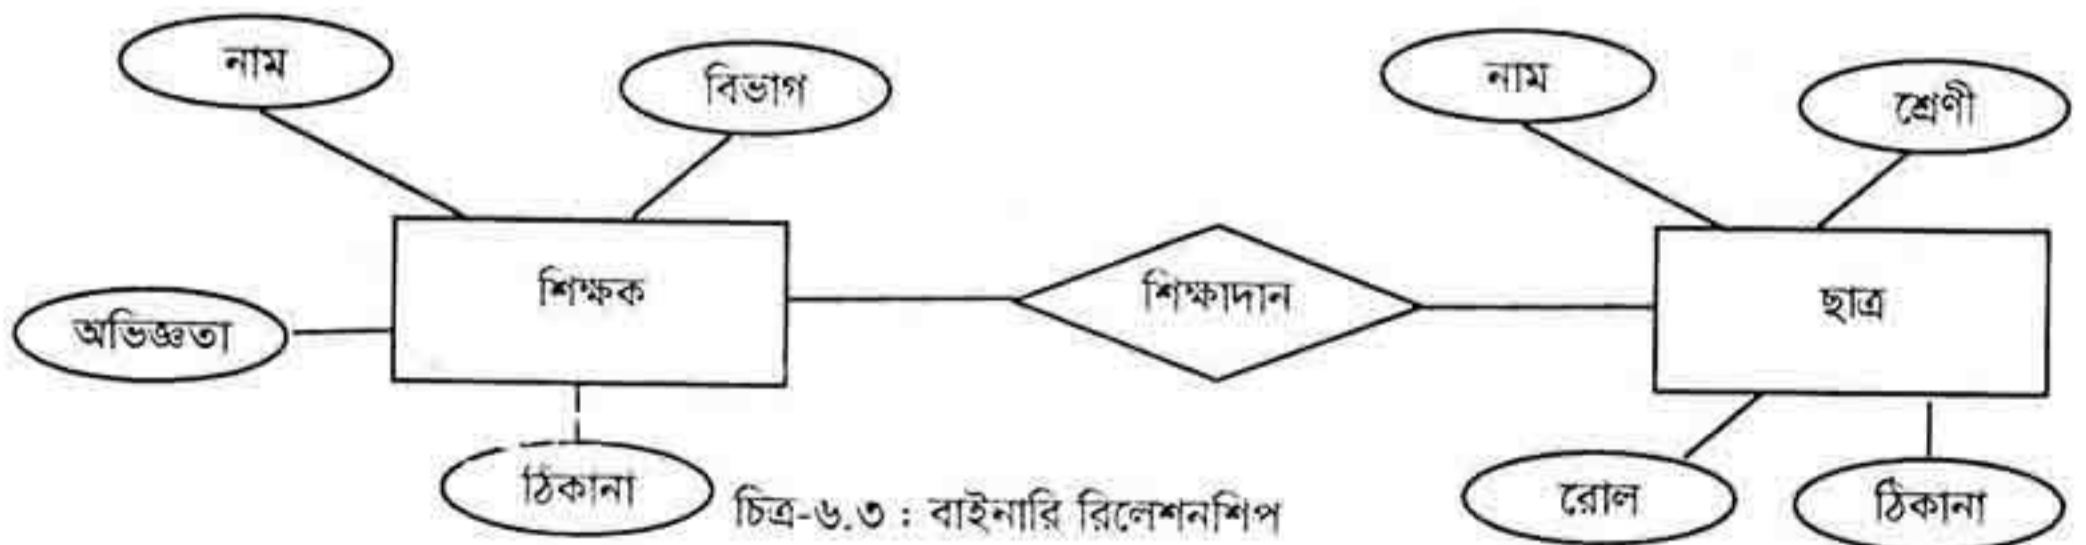 নাম
বিভাগ
নাম
শ্রেণী
শিক্ষক
শিক্ষাদান
ছাত্র
অভিজ্ঞতা
ঠিকানা
রোল
ঠিকানা
চিত্র-৬.৩ : বাইনারি রিলেশনশিপ